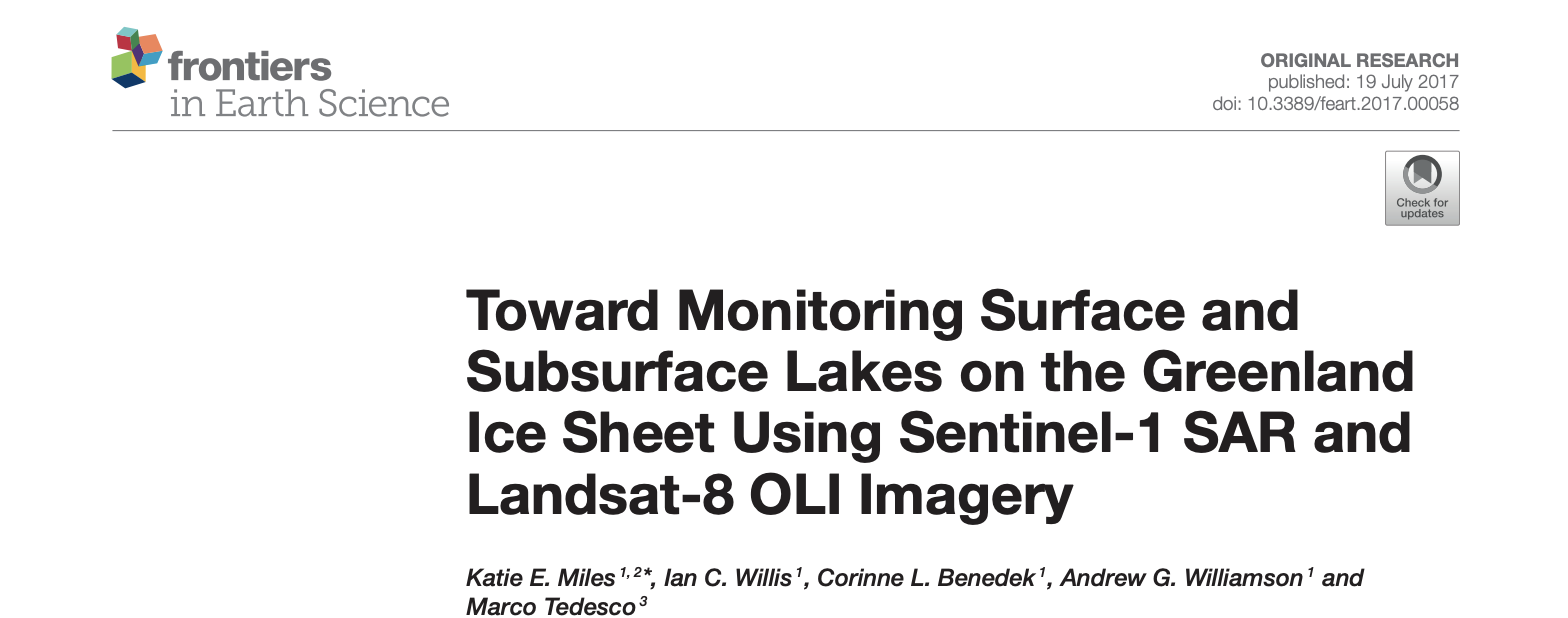 frontiers
in Earth Science
ORIGINAL RESEARCH
published: 19 July 2017
doi: 10.3389/feart.2017.00058
Check for
updates
Toward Monitoring Surface and
Subsurface Lakes on the Greenland
Ice Sheet Using Sentinel-1 SAR and
Landsat-8 OLI Imagery
Katie E. Miles 1, 2*, Ian C. Willis 1, Corinne L. Benedek 1, Andrew G. Williamson 1 and
Marco Tedesco 3